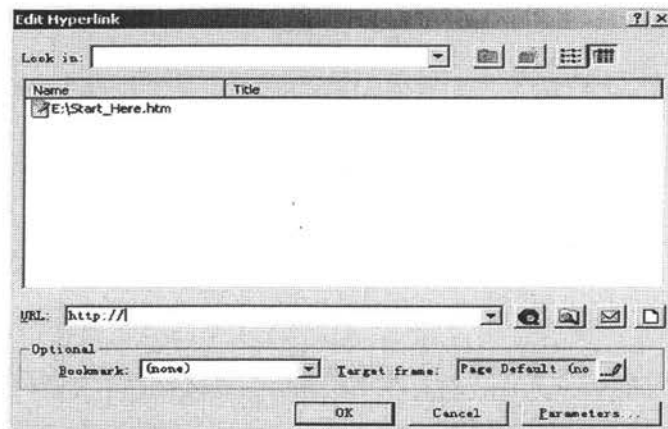 Edit Hyperlink
Look in:
Name Title
E:\Start_Here.htm
URL: http://
Optional
Bookmark: (none) Target frame: Page Default (no
OK Cancel Parameters...